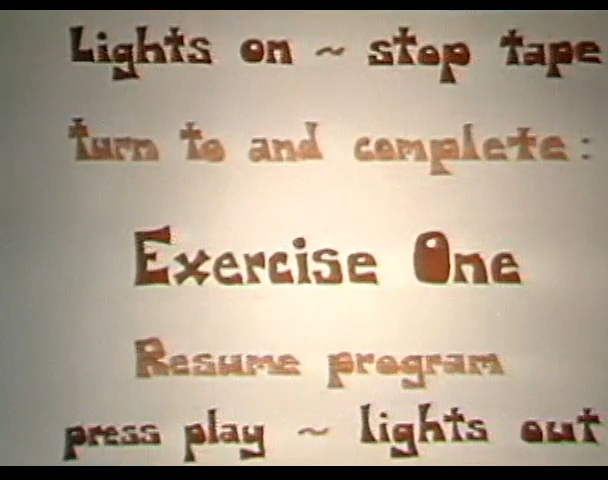 Lights on ~ stop tape
turn to and complete:
Exercise One
Resume program
press play ~ lights out